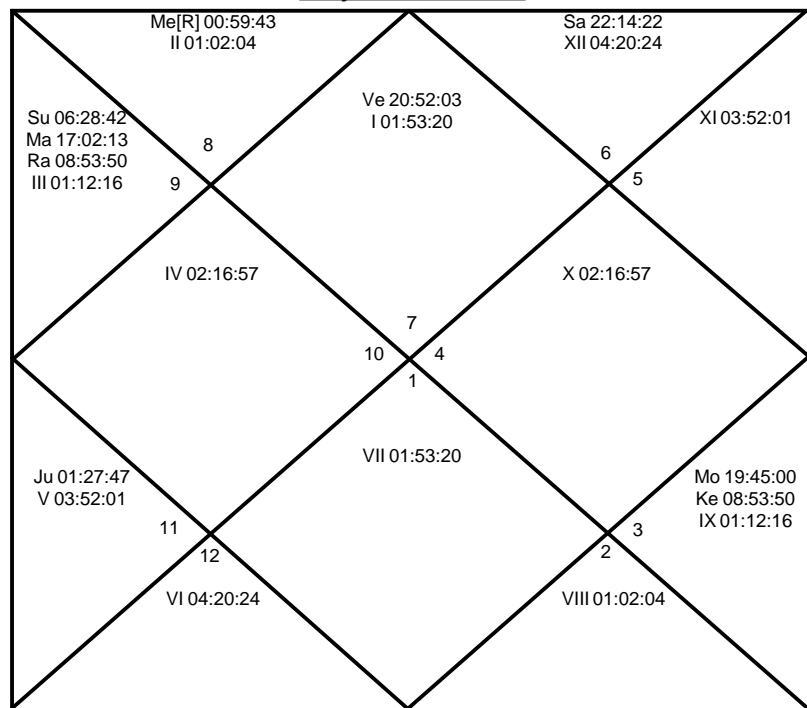 Me[R] 00:59:43
II 01:02:04
Sa 22:14:22
XII 04:20:24
Ve 20:52:03
I 01:53:20
Su 06:28:42
Ma 17:02:13
Ra 08:53:50
III 01:12:16
XI 03:52:01
8
6
9
5
IV 02:16:57
X 02:16:57
7
10
4
1
VII 01:53:20
Ju 01:27:47
V 03:52:01
Mo 19:45:00
Ke 08:53:50
IX 01:12:16
11
3
12
2
VI 04:20:24
VIII 01:02:04